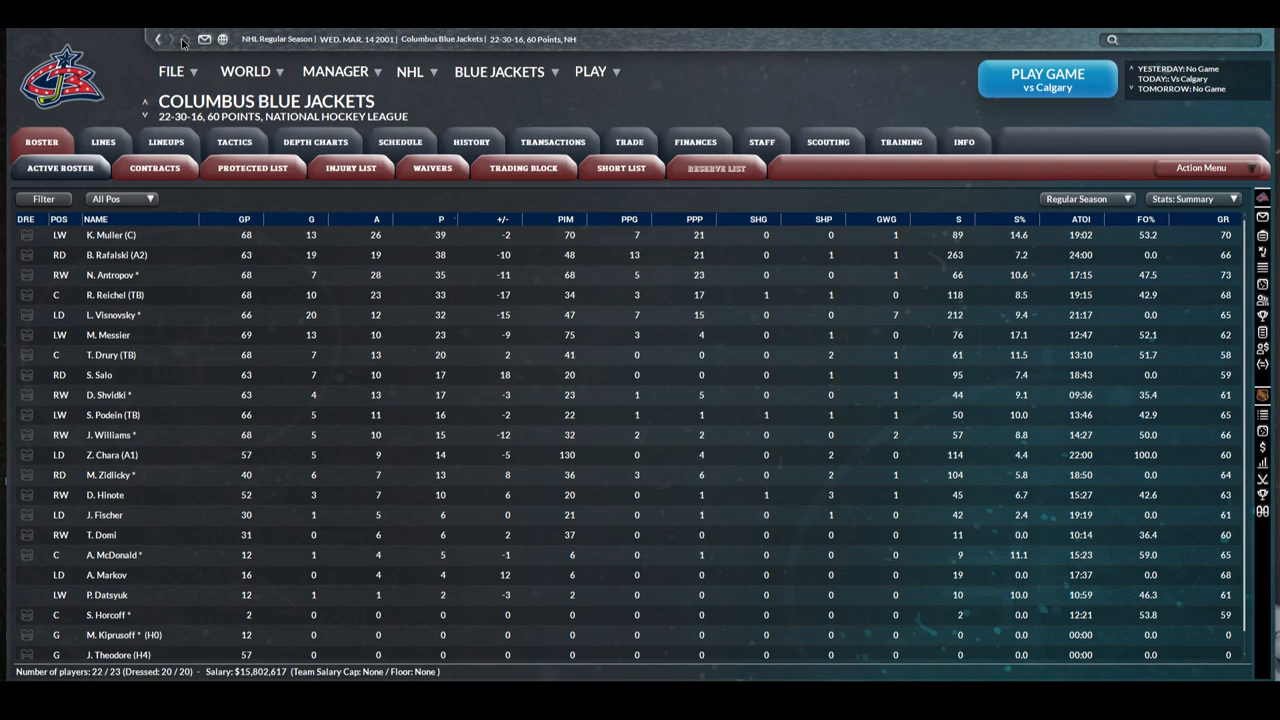 NHL Regular Season | WED. MAR. 14 2001 | Columbus Blue Jackets | 22-30-16, 60 Points, NH
FILE WORLD MANAGER NHL BLUE JACKETS PLAY
PLAY GAME
vs Calgary
YESTERDAY: No Game
TODAY:: Vs Calgary
TOMORROW: No Game
COLUMBUS BLUE JACKETS
22-30-16, 60 POINTS, NATIONAL HOCKEY LEAGUE
ROSTER LINES LINEUPS TACTICS DEPTH CHARTS SCHEDULE HISTORY TRANSACTIONS TRADE FINANCES STAFF SCOUTING TRAINING INFO
ACTIVE ROSTER CONTRACTS PROTECTED LIST INJURY LIST WAIVERS TRADING BLOCK SHORT LIST RESERVE LIST Action Menu
Filter All Pos Regular Season Stats: Summary
DRE POS NAME GP G A P +/- PIM PPG PPP SHG SHP GWG S S% ATOI FO% GR
LW K. Muller (C) 68 13 26 39 -2 70 7 21 0 0 1 89 14.6 19:02 53.2 70
RD B. Rafalski (A2) 63 19 19 38 -10 48 13 21 0 1 1 263 7.2 24:00 0.0 66
RW N. Antropov * 68 7 28 35 -11 68 5 23 0 0 1 66 10.6 17:15 47.5 73
C R. Reichel (TB) 68 10 23 33 -17 34 3 17 1 1 0 118 8.5 19:15 42.9 68
LD L. Visnovsky * 66 20 12 32 -15 47 7 15 0 0 7 212 9.4 21:17 0.0 65
LW M. Messier 69 13 10 23 -9 75 3 4 0 1 0 76 17.1 12:47 52.1 62
C T. Drury (TB) 68 7 13 20 2 41 0 0 0 2 1 61 11.5 13:10 51.7 58
RD S. Salo 63 7 10 17 18 20 0 0 0 1 1 95 7.4 18:43 0.0 59
RW D. Shvidki * 63 4 13 17 -3 23 1 5 0 0 1 44 9.1 09:36 35.4 61
LW S. Podein (TB) 66 5 11 16 -2 22 1 1 1 1 1 50 10.0 13:46 42.9 65
RW J. Williams * 68 5 10 15 -12 32 2 2 0 0 2 57 8.8 14:27 50.0 66
LD Z. Chara (A1) 57 5 9 14 -5 130 0 4 0 2 0 114 4.4 22:00 100.0 60
RD M. Zidlicky * 40 6 7 13 8 36 3 6 0 2 1 104 5.8 18:50 0.0 64
RW D. Hinote 52 3 7 10 6 20 0 1 1 3 1 45 6.7 15:27 42.6 63
LD J. Fischer 30 1 5 6 0 21 0 1 0 1 0 42 2.4 19:19 0.0 61
RW T. Domi 31 0 6 6 2 37 0 0 0 0 0 11 0.0 10:14 36.4 60
C A. McDonald * 12 1 4 5 -1 6 0 1 0 0 0 9 11.1 15:23 59.0 65
LD A. Markov 16 0 4 4 12 6 0 0 0 0 0 19 0.0 17:37 0.0 68
LW P. Datsyuk 12 1 1 2 -3 2 0 0 0 0 0 10 10.0 10:59 46.3 61
C S. Horcoff * 2 0 0 0 0 0 0 0 0 0 0 2 0.0 12:21 53.8 59
G M. Kiprusoff * (H0) 12 0 0 0 0 0 0 0 0 0 0 0 0.0 00:00 0.0 0
G J. Theodore (H4) 57 0 0 0 0 0 0 0 0 0 0 0 0.0 00:00 0.0 0
Number of players: 22 / 23 (Dressed: 20 / 20) - Salary: $15,802,617 (Team Salary Cap: None / Floor: None )